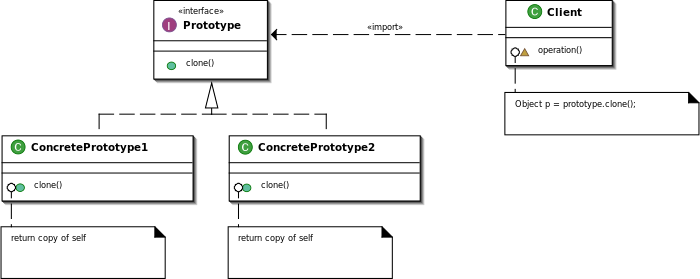 «interface»
I Prototype
clone()
«import»
C Client
operation()
Object p = prototype.clone();
C ConcretePrototype1
clone()
return copy of self
C ConcretePrototype2
clone()
return copy of self